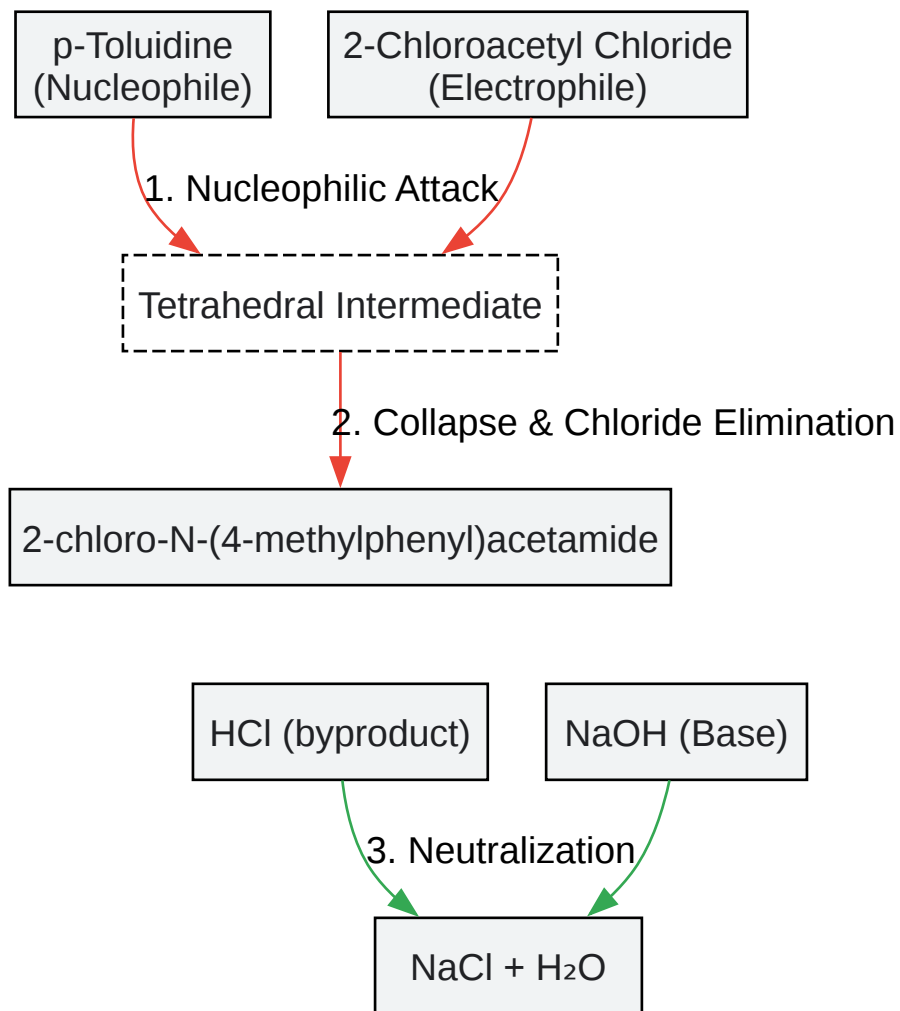 p-Toluidine
(Nucleophile)
2-Chloroacetyl Chloride
(Electrophile)
1. Nucleophilic Attack
Tetrahedral Intermediate
2. Collapse & Chloride Elimination
2-chloro-N-(4-methylphenyl)acetamide
HCl (byproduct)
NaOH (Base)
3. Neutralization
NaCl + H₂O